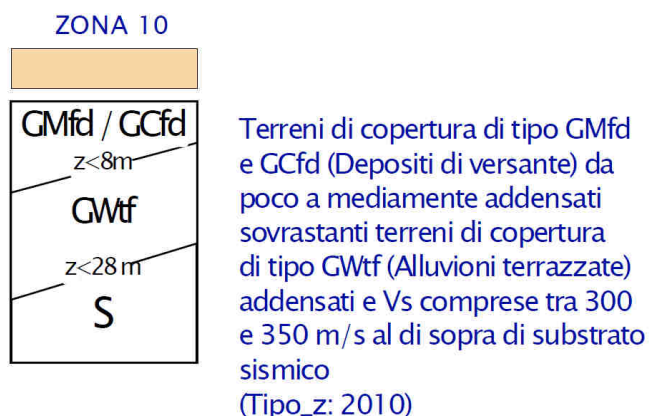 ZONA 10
GMfd / GCfd
z<8m
GWtf
z<28 m
S
Terreni di copertura di tipo GMfd
e GCfd (Depositi di versante) da
poco a mediamente addensati
sovrastanti terreni di copertura
di tipo GWtf (Alluvioni terrazzate)
addensati e Vs comprese tra 300
e 350 m/s al di sopra di substrato
sismico
(Tipo_z: 2010)